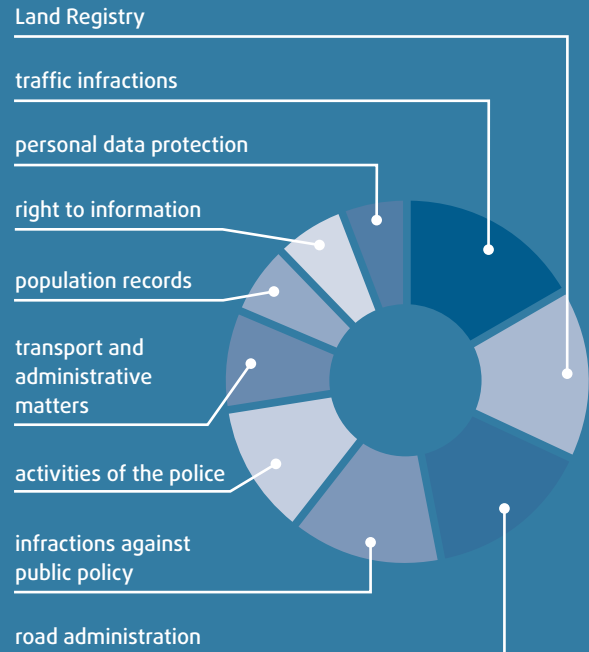 Land Registry
traffic infractions
personal data protection
right to information
population records
transport and
administrative
matters
activities of the police
infractions against
public policy
road administration